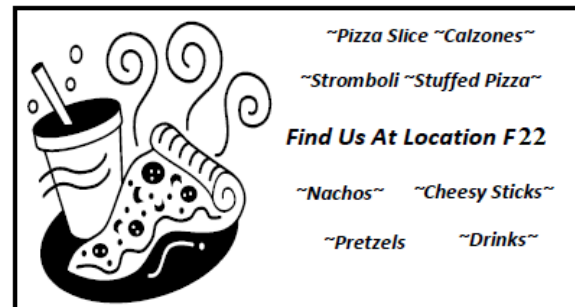 ~Pizza Slice ~Calzones~
~Stromboli ~Stuffed Pizza~
Find Us At Location F22
~Nachos~ ~Cheesy Sticks~
~Pretzels ~Drinks~